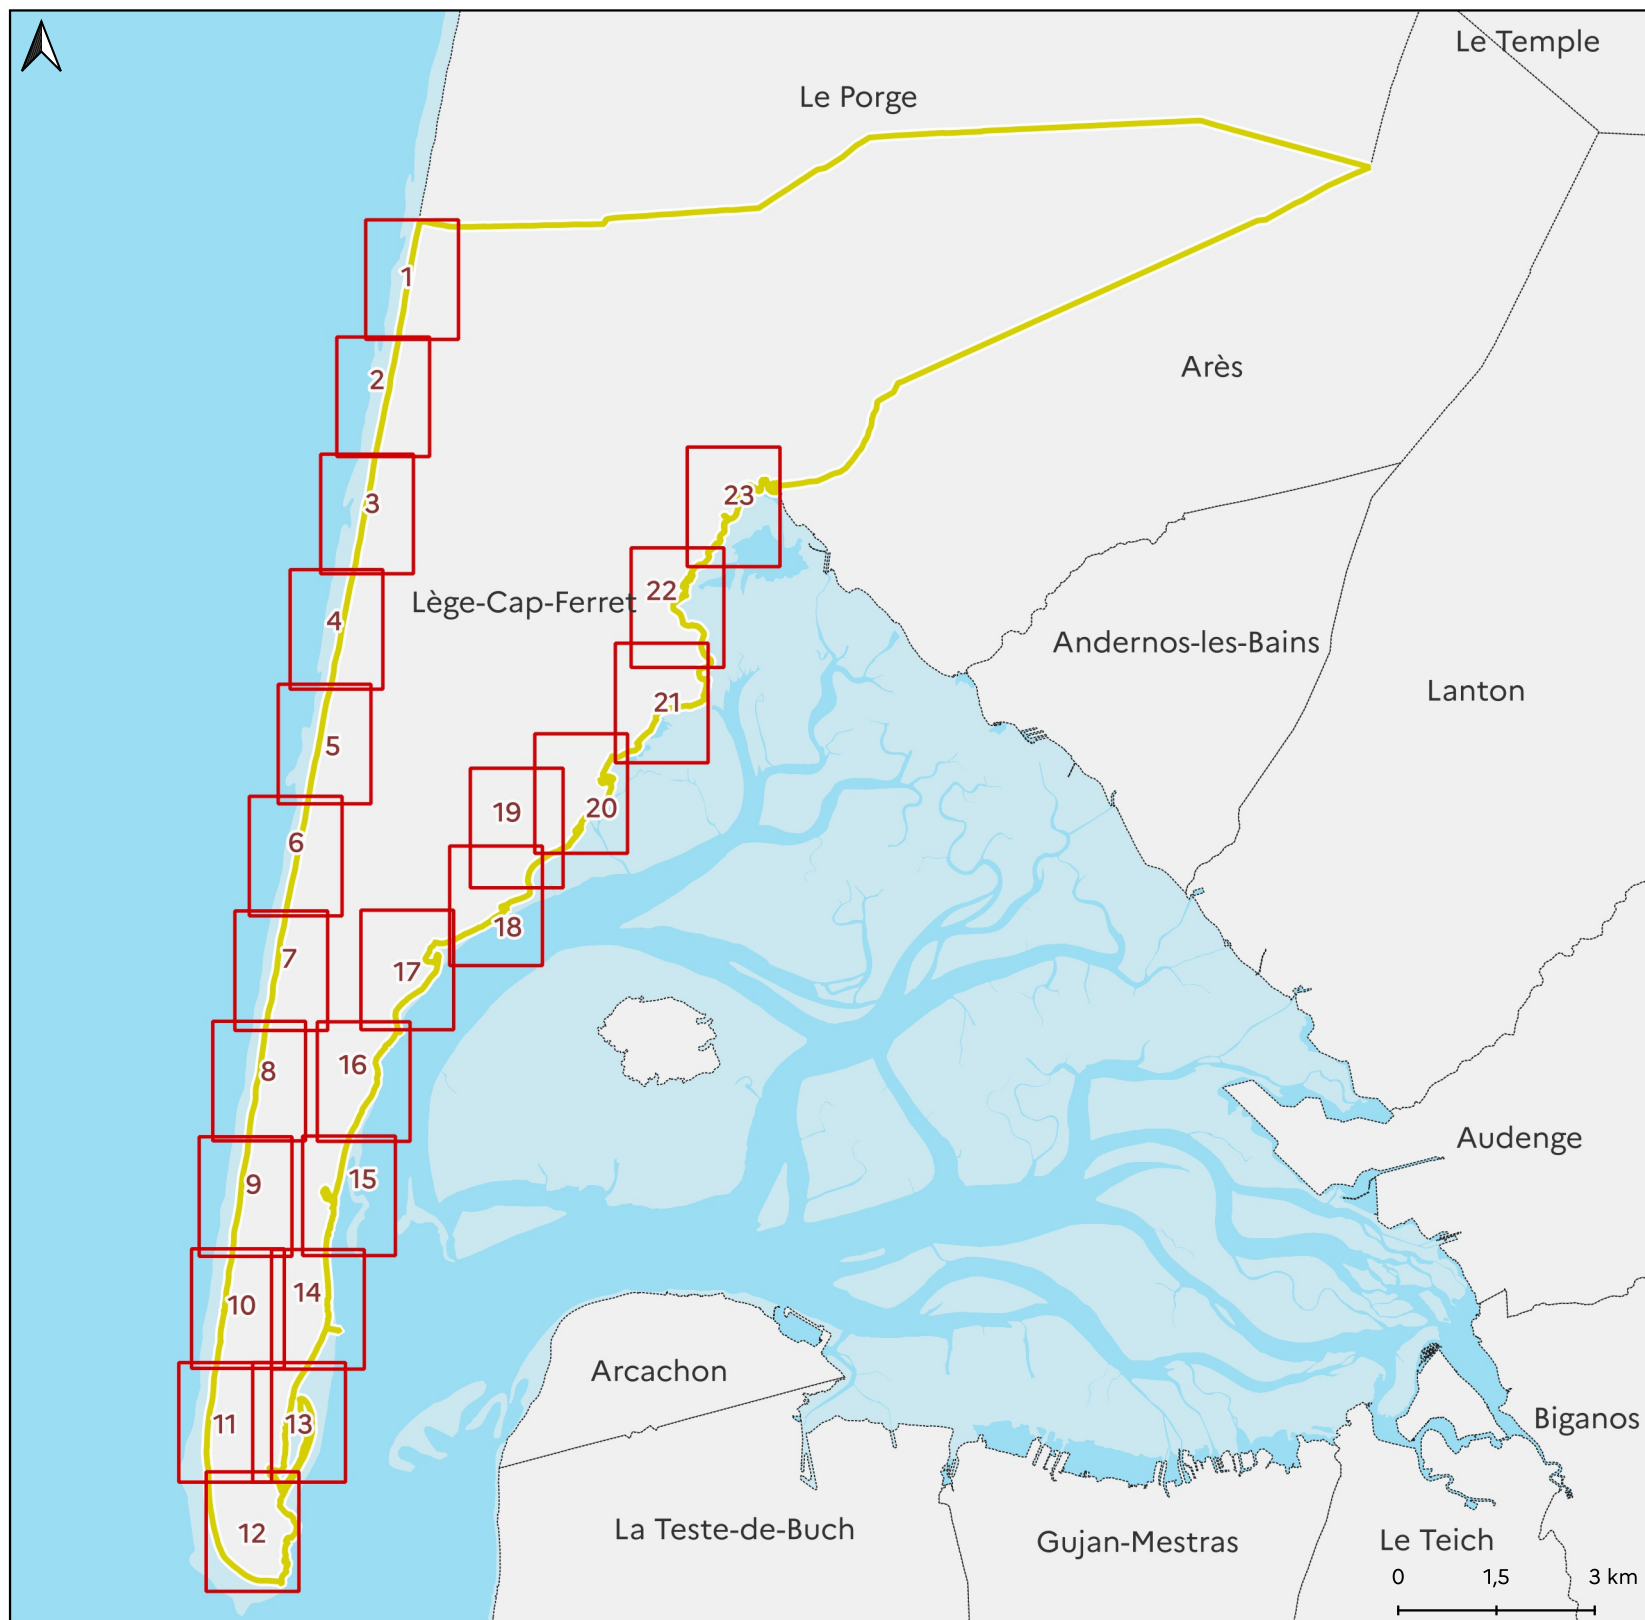 Le Temple
Le Porge
1
Arès
2
23
3
22
Lège-Cap-Ferret
4
Andernos-les-Bains
Lanton
21
5
20
19
6
18
7
17
16
8
Audenge
15
9
14
10
Arcachon
Biganos
11
13
La Teste-de-Buch
12
Gujan-Mestras
Le Teich
0 1,5 3 km